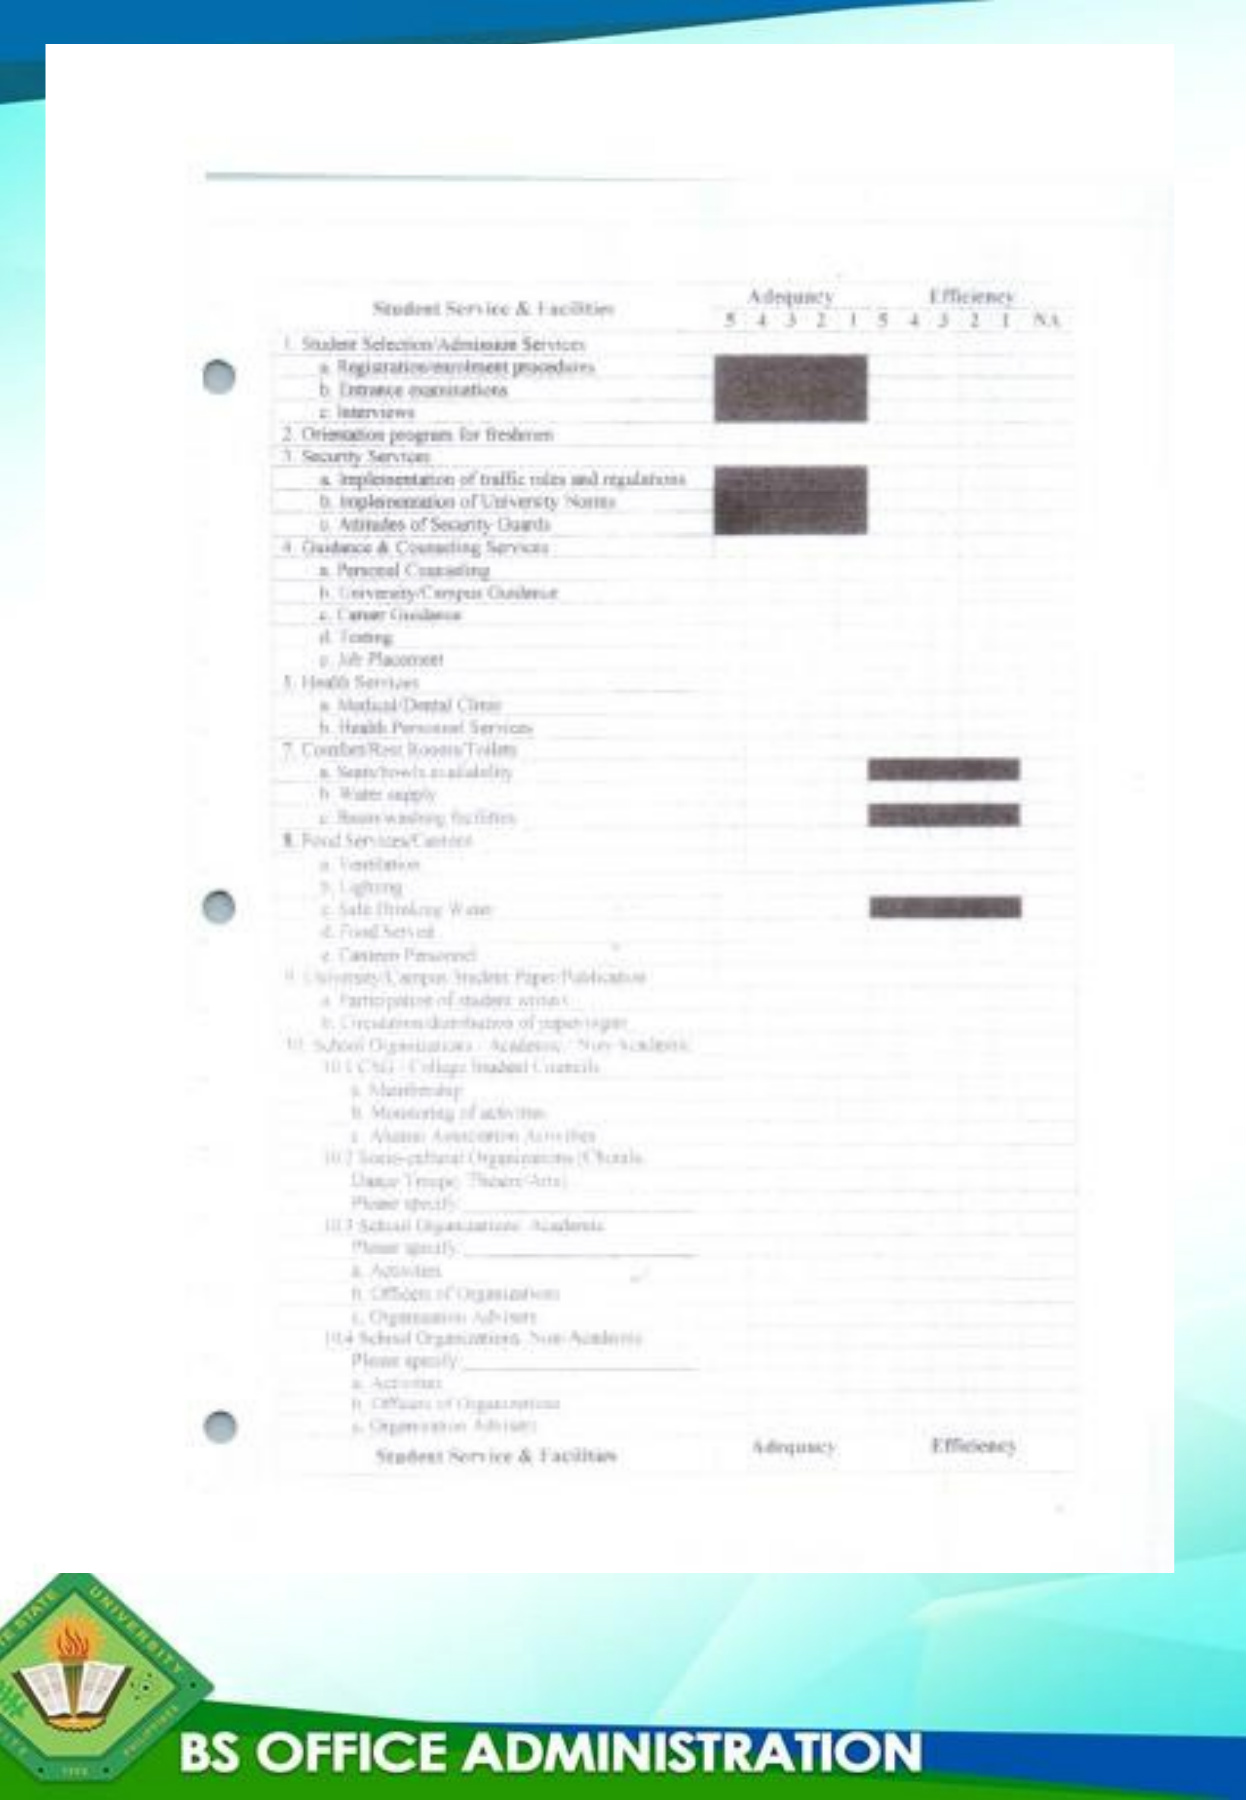 Student Service & Facilities
Adequacy Efficiency
5 4 3 2 1 5 4 3 2 1 NA
1. Student Selection/Admission Services
a. Registration/enrolment procedures
b. Entrance examinations
c. Interviews
2. Orientation program for freshmen
3. Security Services
a. Implementation of traffic rules and regulations
b. Implementation of University Norms
c. Attitudes of Security Guards
4. Guidance & Counseling Services
a. Personal Counseling
b. University/Campus Guidance
c. Career Guidance
d. Testing
e. Job Placement
5. Health Services
a. Medical/Dental Clinic
b. Health Personnel Services
7. Comfort/Rest Rooms/Toilets
a. Seats/bowls availability
b. Water supply
c. Basin/washing facilities
8. Food Services/Canteen
a. Ventilation
b. Lighting
c. Safe Drinking Water
d. Food Served
e. Canteen Personnel
9. University/Campus Student Paper/Publication
a. Participation of student writers
b. Circulation/distribution of paper/organ
10. School Organizations - Academic / Non-Academic
10.1 CSG - College Student Councils
a. Membership
b. Monitoring of activities
c. Alumni Association Activities
10.2 Socio-cultural Organizations (Chorale,
Dance Troupe, Theatre Arts)
Please specify
10.3 School Organizations- Academic
Please specify
a. Activities
b. Officers of Organizations
c. Organization Advisers
10.4 School Organizations- Non-Academic
Please specify
a. Activities
b. Officers of Organizations
c. Organization Advisers
Student Service & Facilities Adequacy Efficiency
STATE UNIVERSITY
PHILIPPINES
BS OFFICE ADMINISTRATION